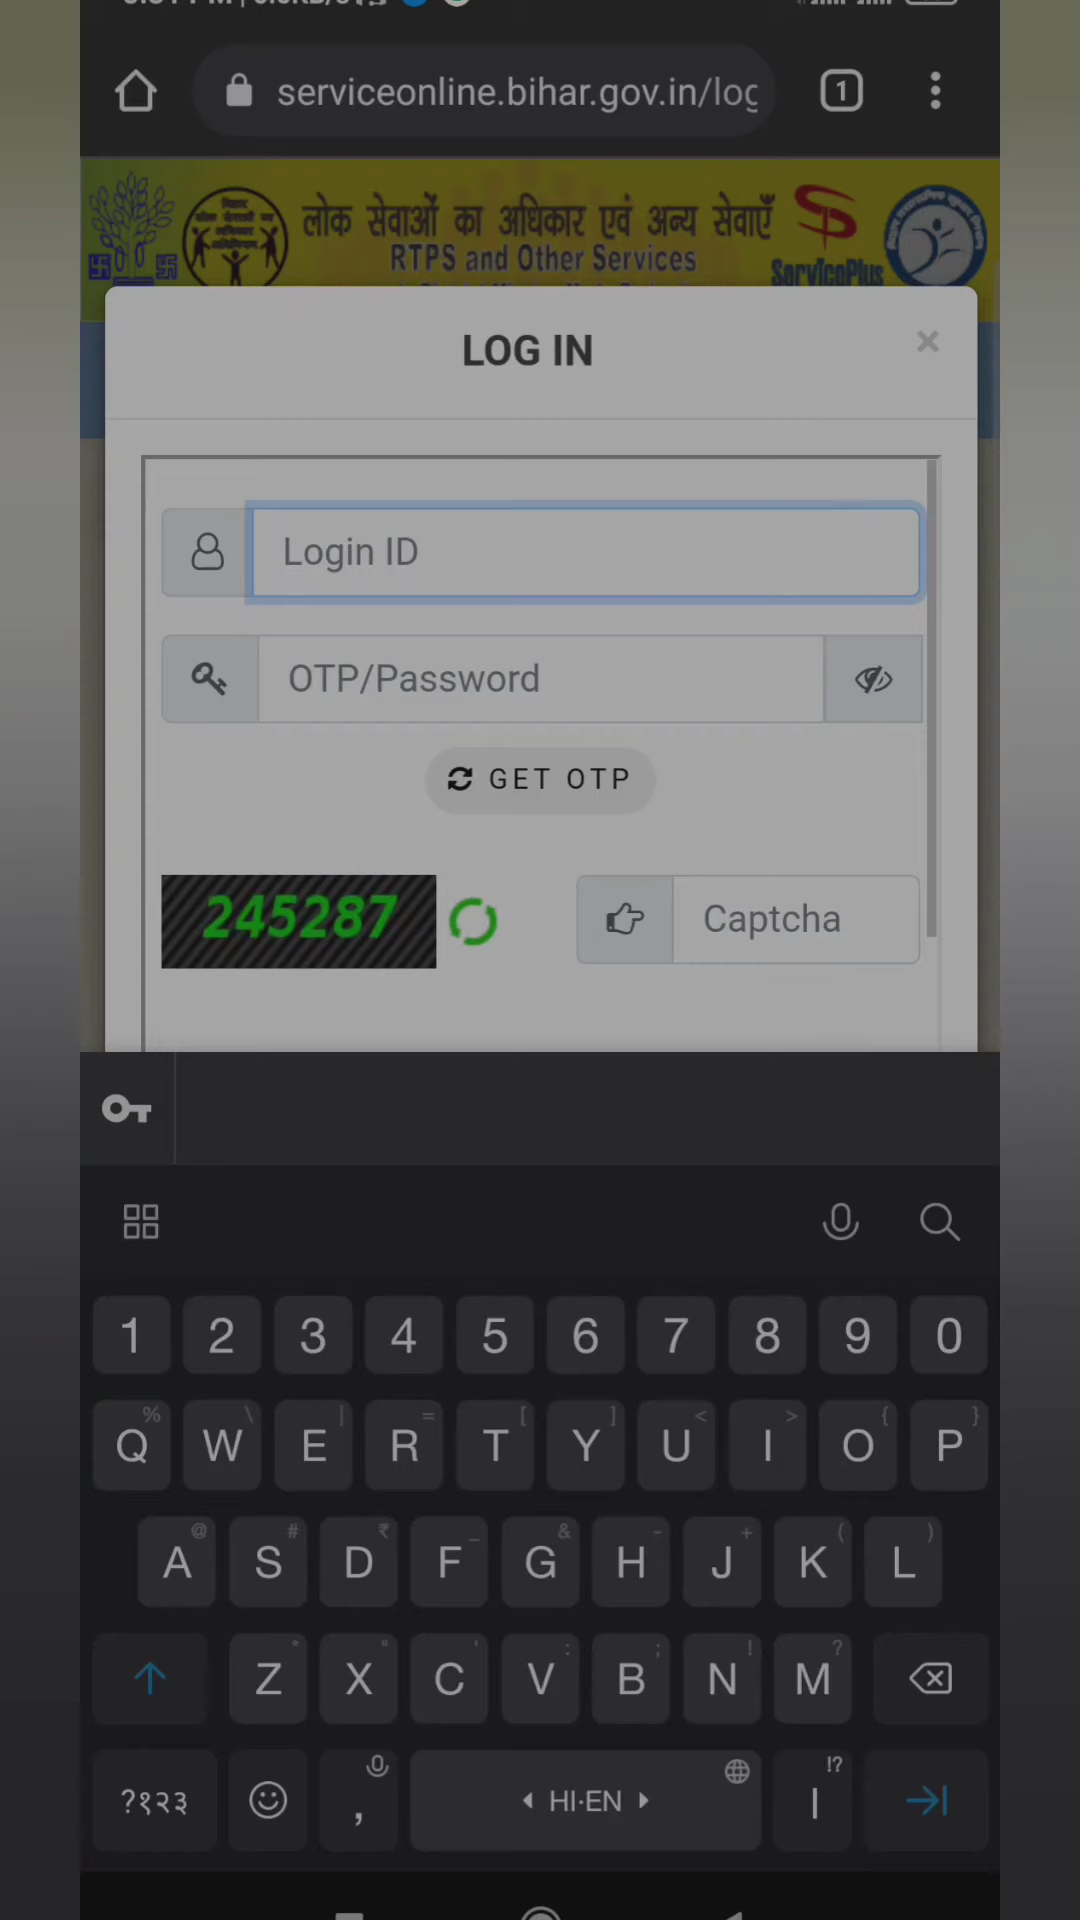 serviceonline.bihar.gov.in/log
1
लोक सेवाओं का अधिकार एवं अन्य सेवाएँ
RTPS and Other Services
ServicePlus
LOG IN
×
Login ID
OTP/Password
GET OTP
245287
Captcha
1 2 3 4 5 6 7 8 9 0
% \ | = [ ] < > { }
Q W E R T Y U I O P
@ # ₹ _ & - + ( )
A S D F G H J K L
* " ' : ; ! ?
Z X C V B N M
!?
?१२३ , HI·EN |